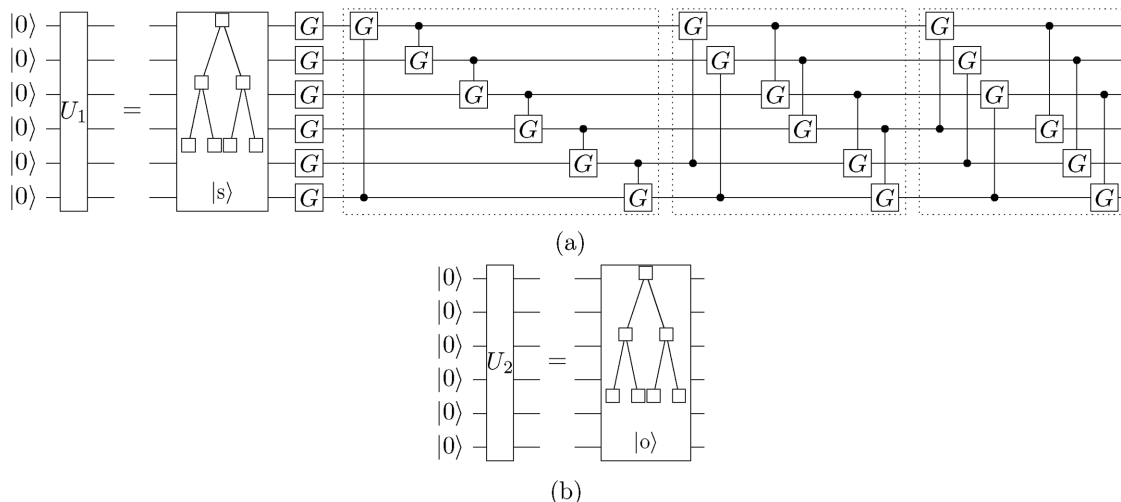 |0⟩ G G G G
|0⟩ G G G G
|0⟩ G G G G
U₁ =
|0⟩ G G G G
|0⟩ G G G G
|0⟩ |s⟩ G G G G
(a)
|0⟩
|0⟩
|0⟩
U₂ =
|0⟩
|0⟩
|0⟩ |o⟩
(b)